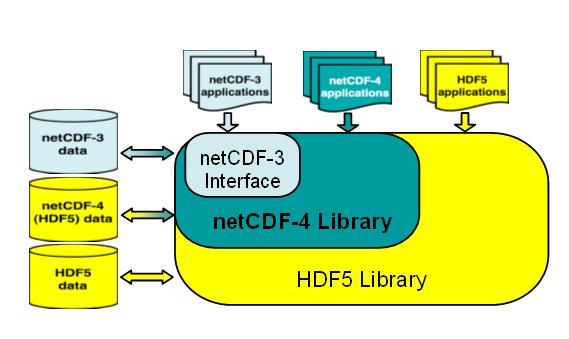 netCDF-3
applications
netCDF-4
applications
HDF5
applications
netCDF-3
data
netCDF-4
(HDF5) data
HDF5
data
netCDF-3
Interface
netCDF-4 Library
HDF5 Library